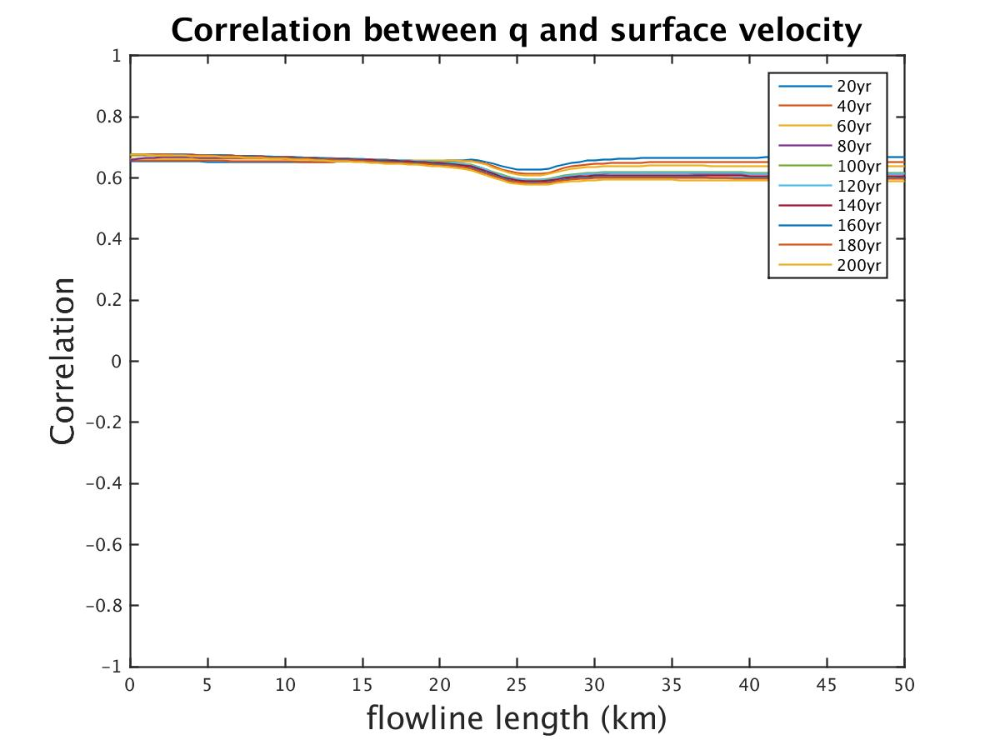 Correlation between q and surface velocity
1
0.8
0.6
0.4
0.2
0
−0.2
−0.4
−0.6
−0.8
−1
Correlation
20yr
40yr
60yr
80yr
100yr
120yr
140yr
160yr
180yr
200yr
0 5 10 15 20 25 30 35 40 45 50
flowline length (km)